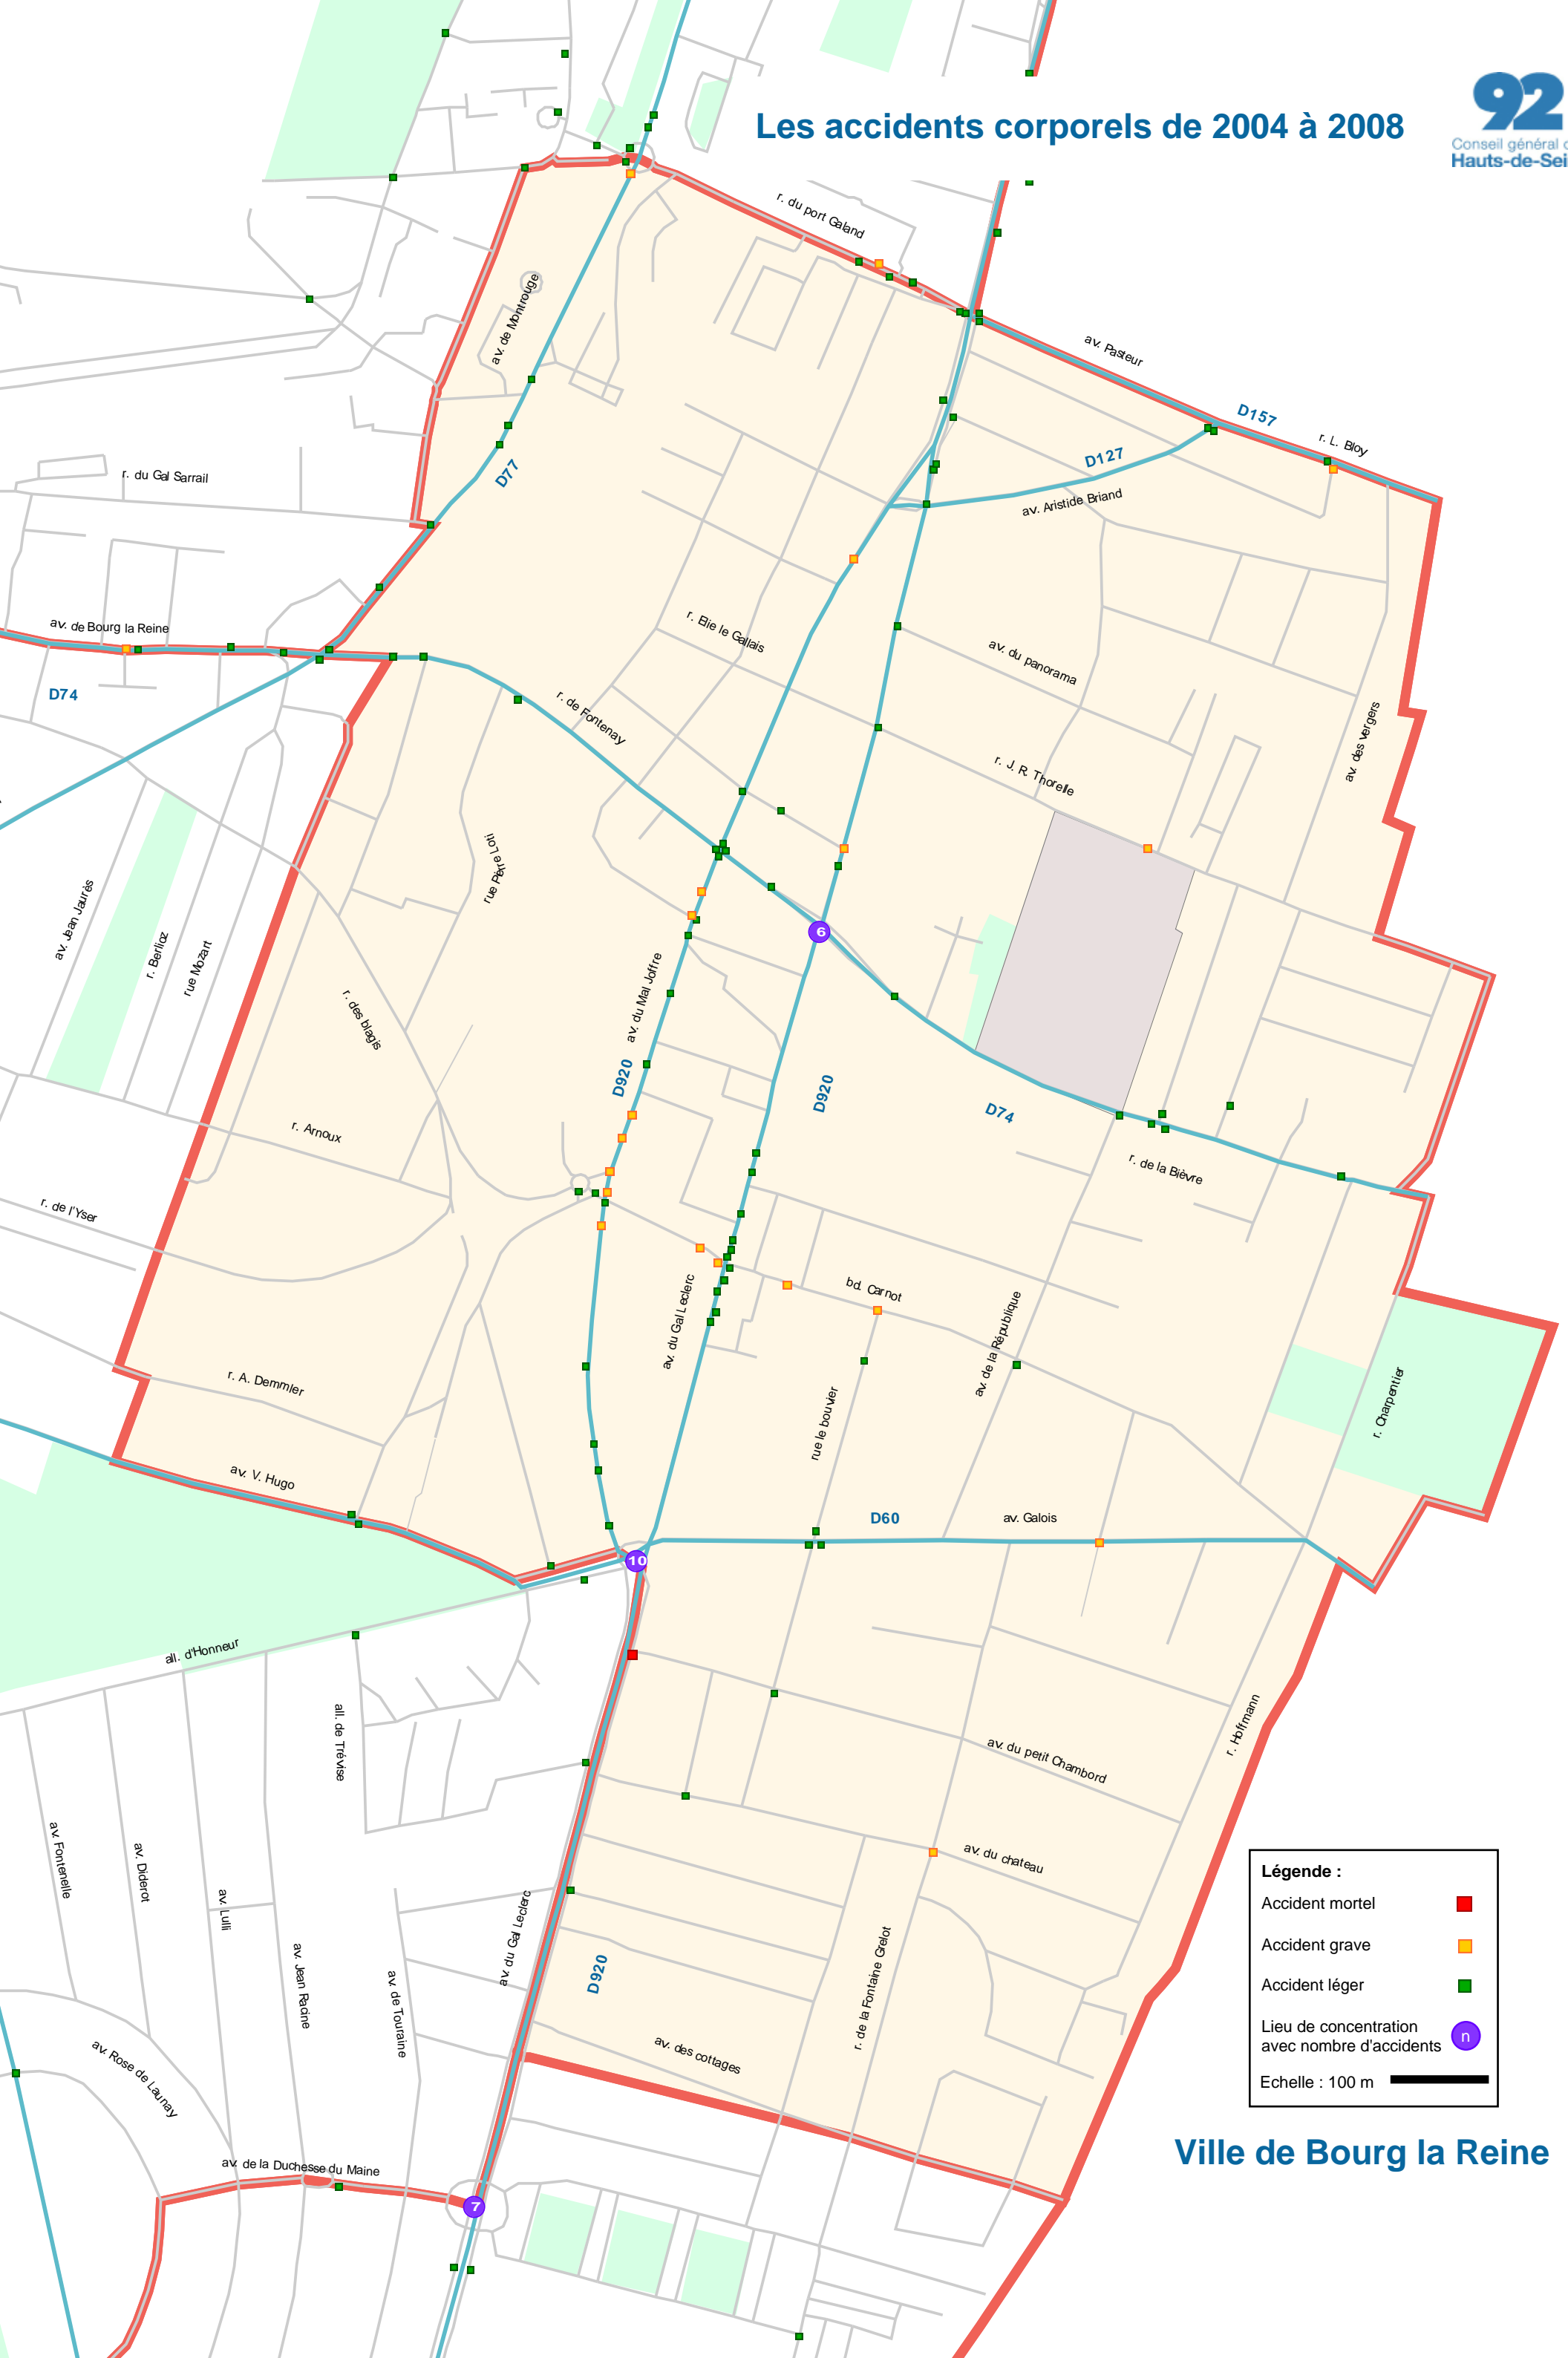 Les accidents corporels de 2004 à 2008
92
Conseil général d
Hauts-de-Sei
r. du port Galand
av. de Montrouge
av. Pasteur
D157
r. L. Bloy
D127
av. Aristide Briand
D77
r. du Gal Sarrail
av. de Bourg la Reine
D74
r. Elie le Gallais
av. du panorama
r. de Fontenay
av. des vergers
r. J. R. Thorelle
rue Pierre Loti
av. Jean Jaurès
r. Berlioz
rue Mozart
6
av. du Mal Joffre
r. des blagis
D920
D920
D74
r. Arnoux
r. de la Bièvre
r. de l'Yser
bd. Carnot
av. du Gal Leclerc
av. de la République
r. A. Demmler
r. Charpentier
rue le bouvier
av. V. Hugo
D60
av. Galois
10
all. d'Honneur
all. de Trévise
r. Hoffmann
av. du petit Chambord
av. Fontenelle
av. Diderot
av. Lulli
av. du chateau
av. du Gal Leclerc
av. Jean Racine
av. de Touraine
D920
r. de la Fontaine Grelot
av. Rose de Launay
av. des cottages
av. de la Duchesse du Maine
7
Légende :
Accident mortel
Accident grave
Accident léger
Lieu de concentration
avec nombre d'accidents
n
Echelle : 100 m
Ville de Bourg la Reine